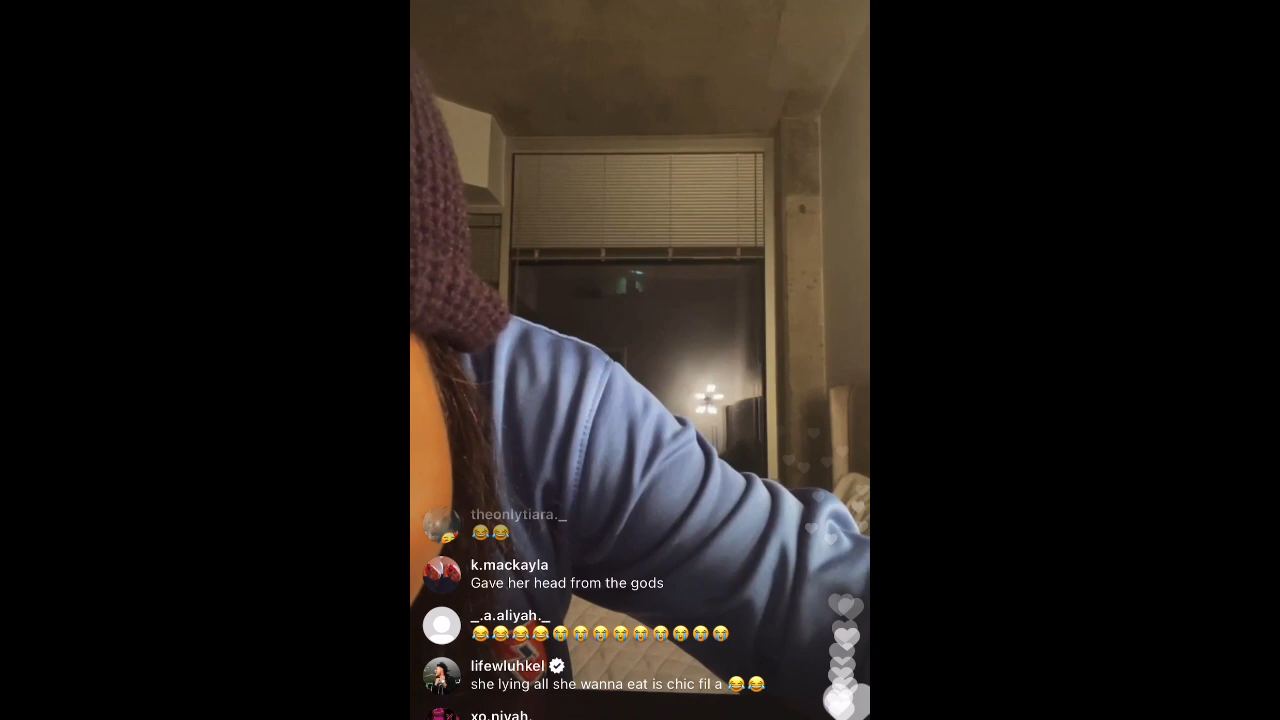 theonlytiara._
😂😂
k.mackayla
Gave her head from the gods
_.a.aliyah._
😂😂😂😂😭😭😭😭😭😭😭😭😭
lifewluhkel
she lying all she wanna eat is chic fil a 😂😂
xo.niyah.